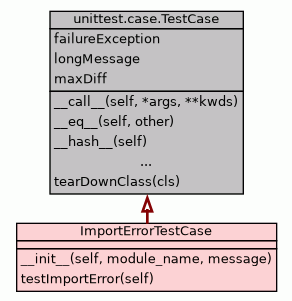 unittest.case.TestCase
failureException
longMessage
maxDiff
__call__(self, *args, **kwds)
__eq__(self, other)
__hash__(self)
...
tearDownClass(cls)
ImportErrorTestCase
__init__(self, module_name, message)
testImportError(self)